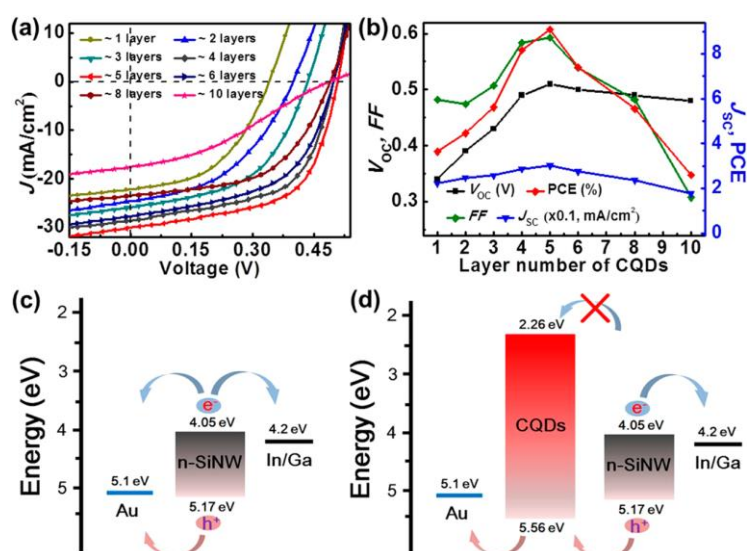 (a)
~ 1 layer ~ 2 layers
~ 3 layers ~ 4 layers
~ 5 layers ~ 6 layers
~ 8 layers ~ 10 layers
J (mA/cm²)
10
0
-10
-20
-30
-0.15 0.00 0.15 0.30 0.45
Voltage (V)
(b)
V_OC, FF
0.6
0.5
0.4
0.3
J_SC, PCE
8
6
4
2
0
V_OC (V) PCE (%)
FF J_SC (x0.1, mA/cm²)
1 2 3 4 5 6 7 8 9 10
Layer number of CQDs
(c)
Energy (eV)
2
3
4
5
e⁻
4.05 eV
4.2 eV
n-SiNW
In/Ga
5.1 eV
Au
5.17 eV
h⁺
(d)
Energy (eV)
2
3
4
5
2.26 eV
CQDs
e⁻
4.05 eV
4.2 eV
n-SiNW
In/Ga
5.1 eV
Au
5.56 eV
5.17 eV
h⁺